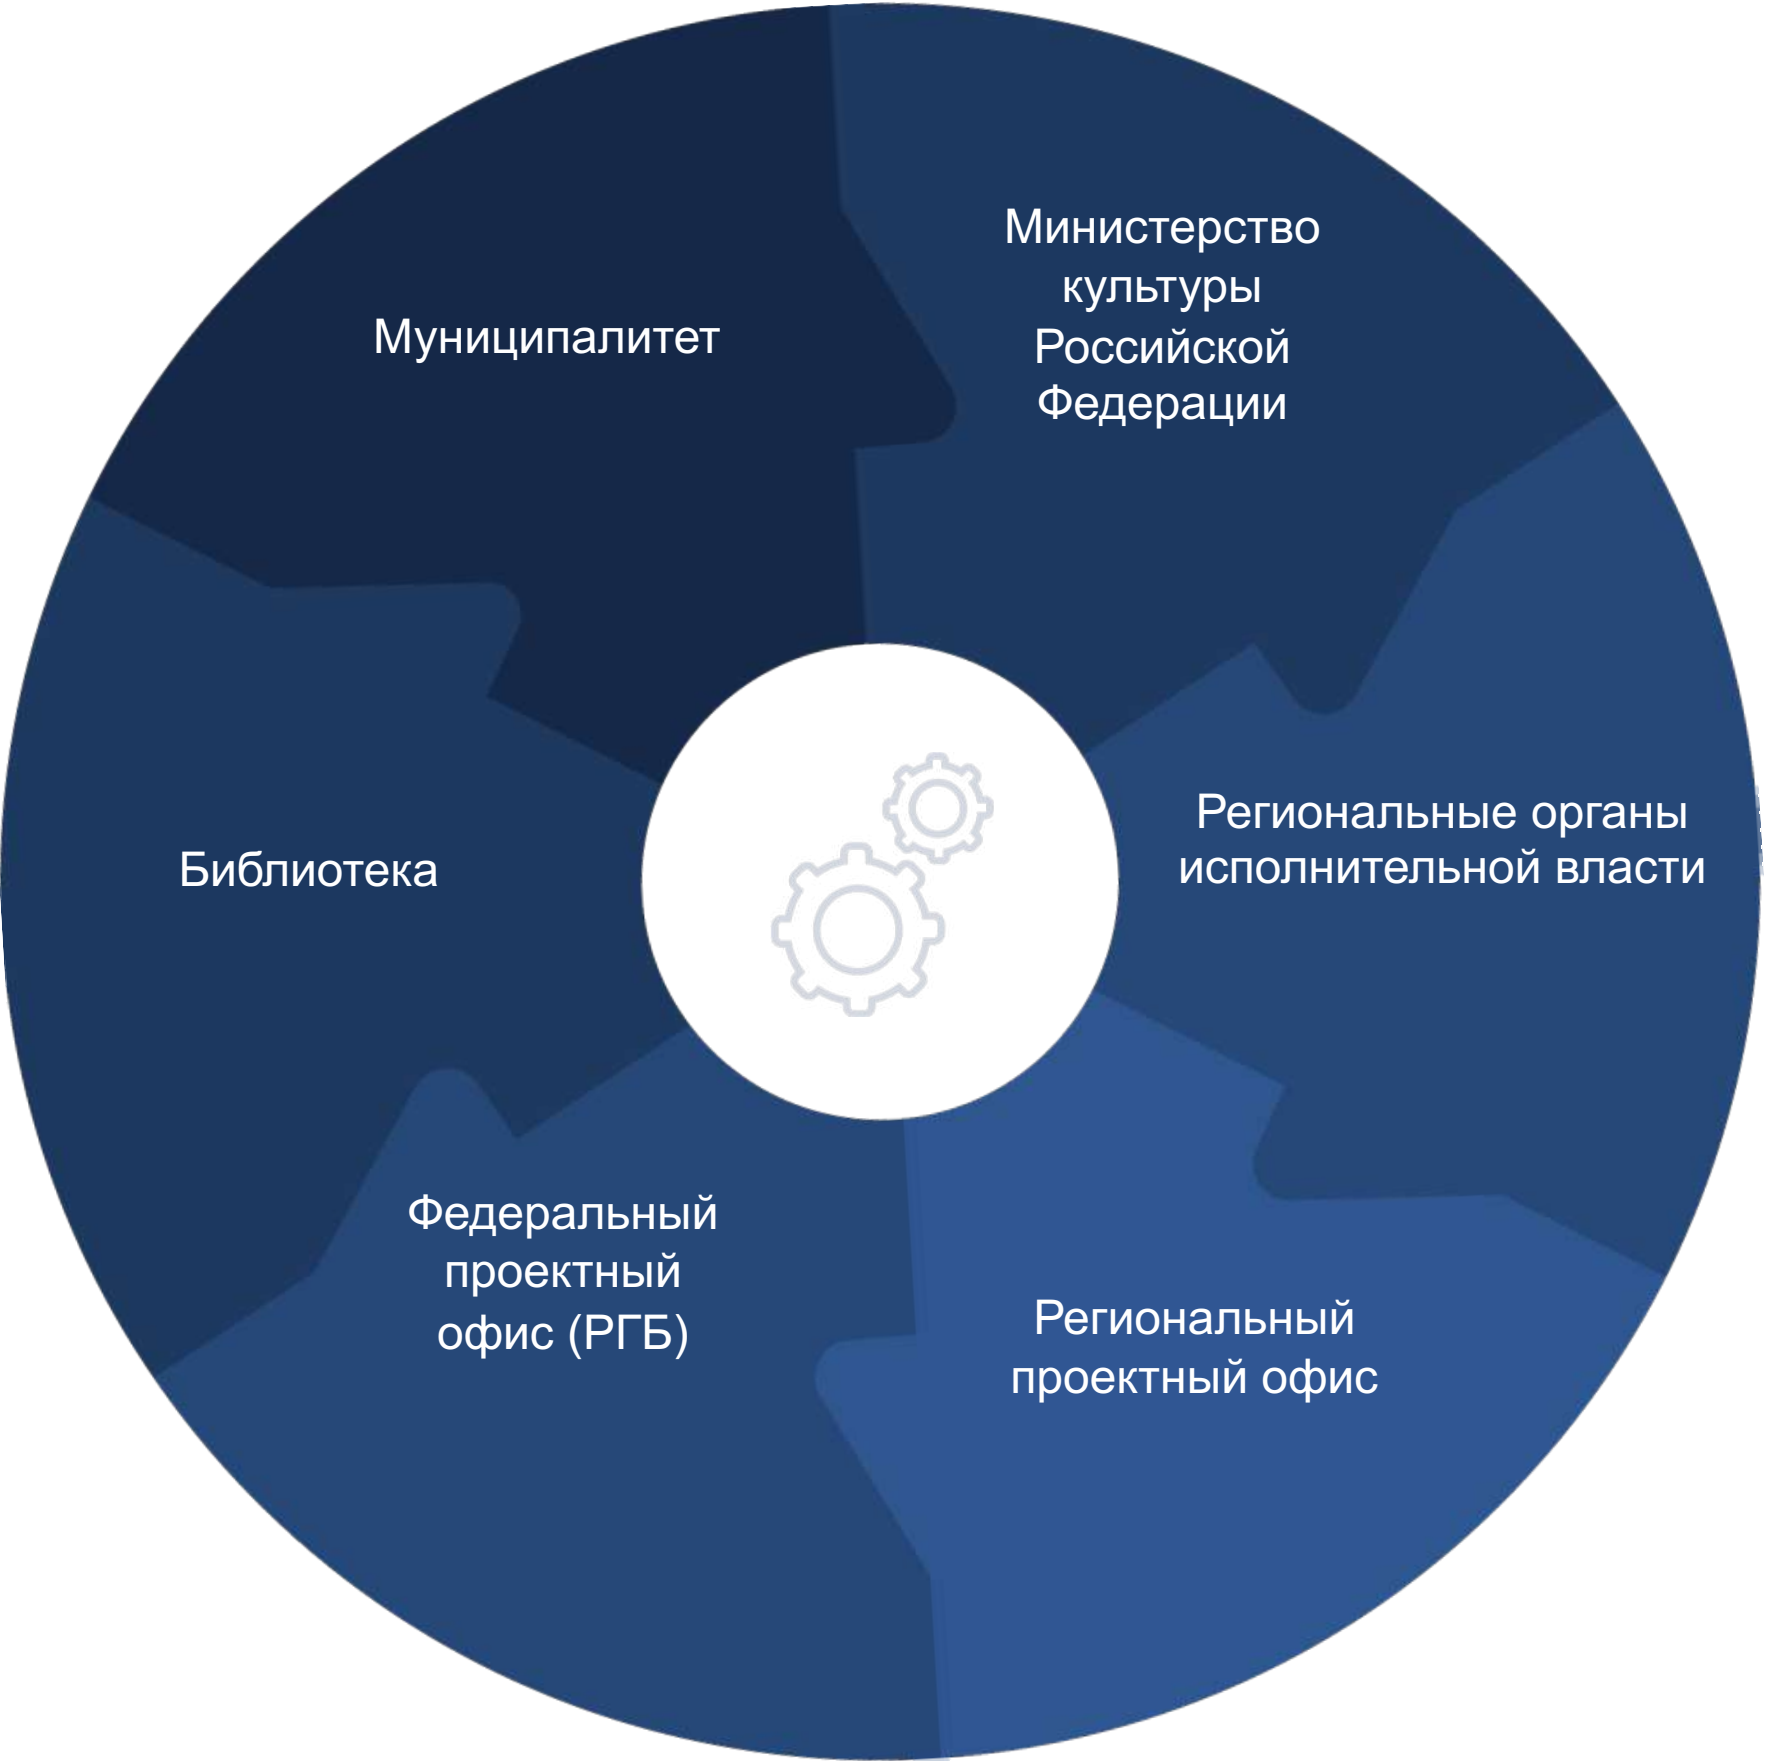 Министерство
культуры
Российской
Федерации
Муниципалитет
Региональные органы
исполнительной власти
Библиотека
Федеральный
проектный
офис (РГБ)
Региональный
проектный офис